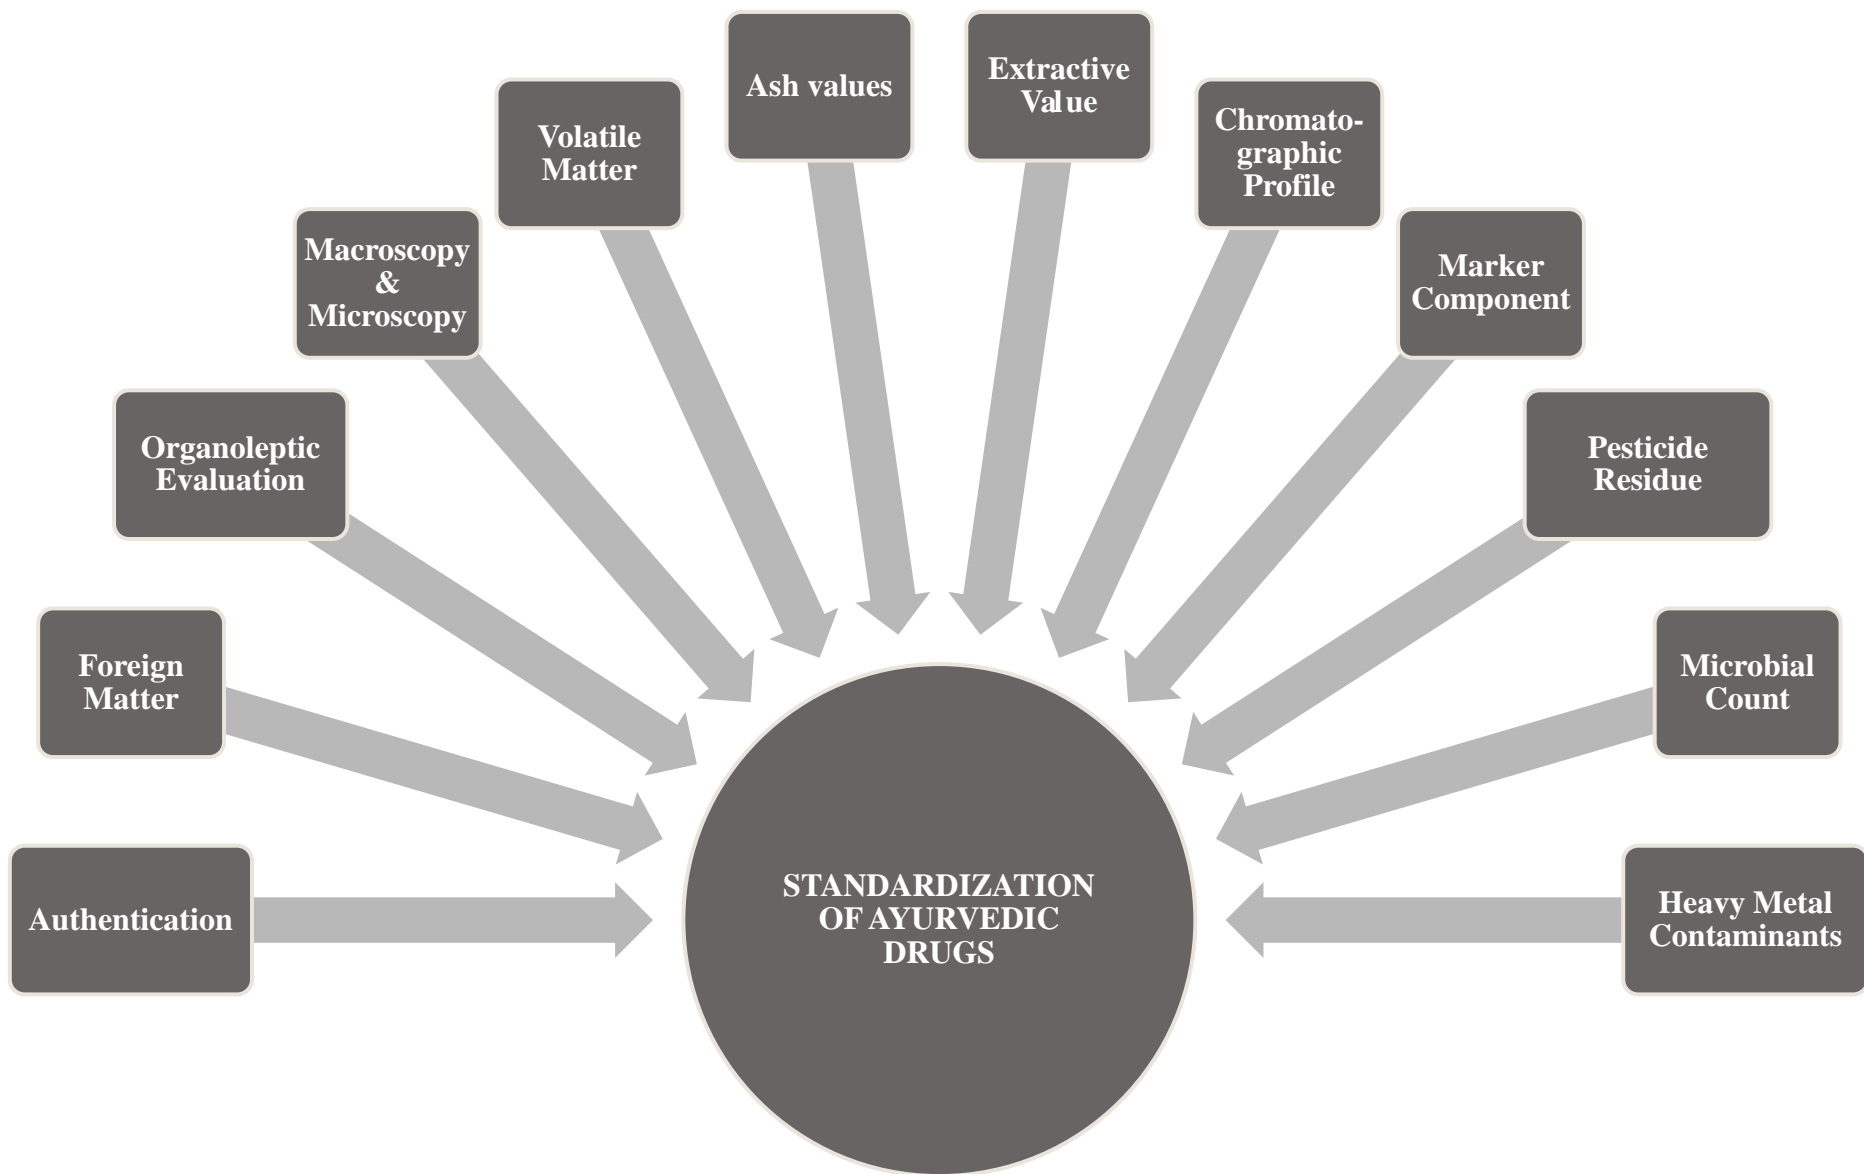 Ash values
Extractive
Value
Volatile
Matter
Chromato-
graphic
Profile
Macroscopy
&
Microscopy
Marker
Component
Organoleptic
Evaluation
Pesticide
Residue
Foreign
Matter
Microbial
Count
Authentication
STANDARDIZATION
OF AYURVEDIC
DRUGS
Heavy Metal
Contaminants